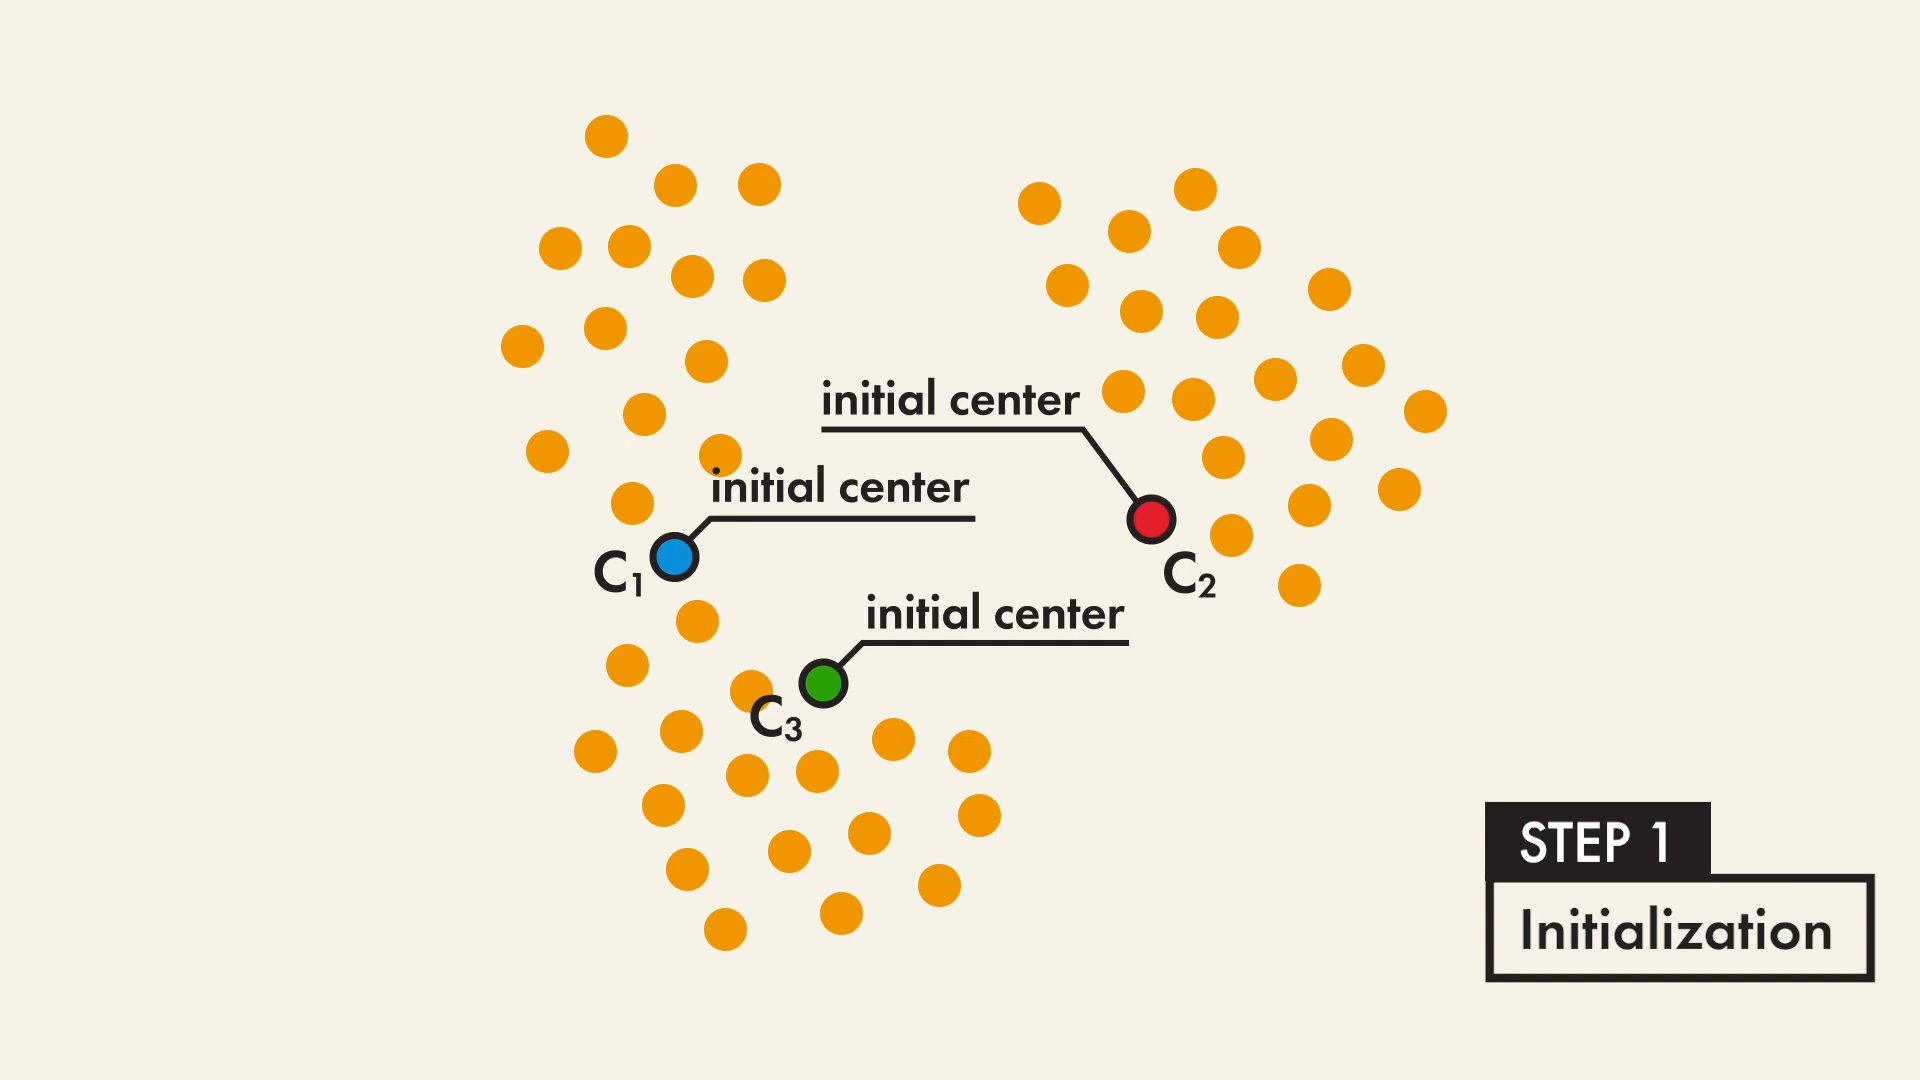 initial center
initial center
C₁
C₂
initial center
C₃
STEP 1
Initialization